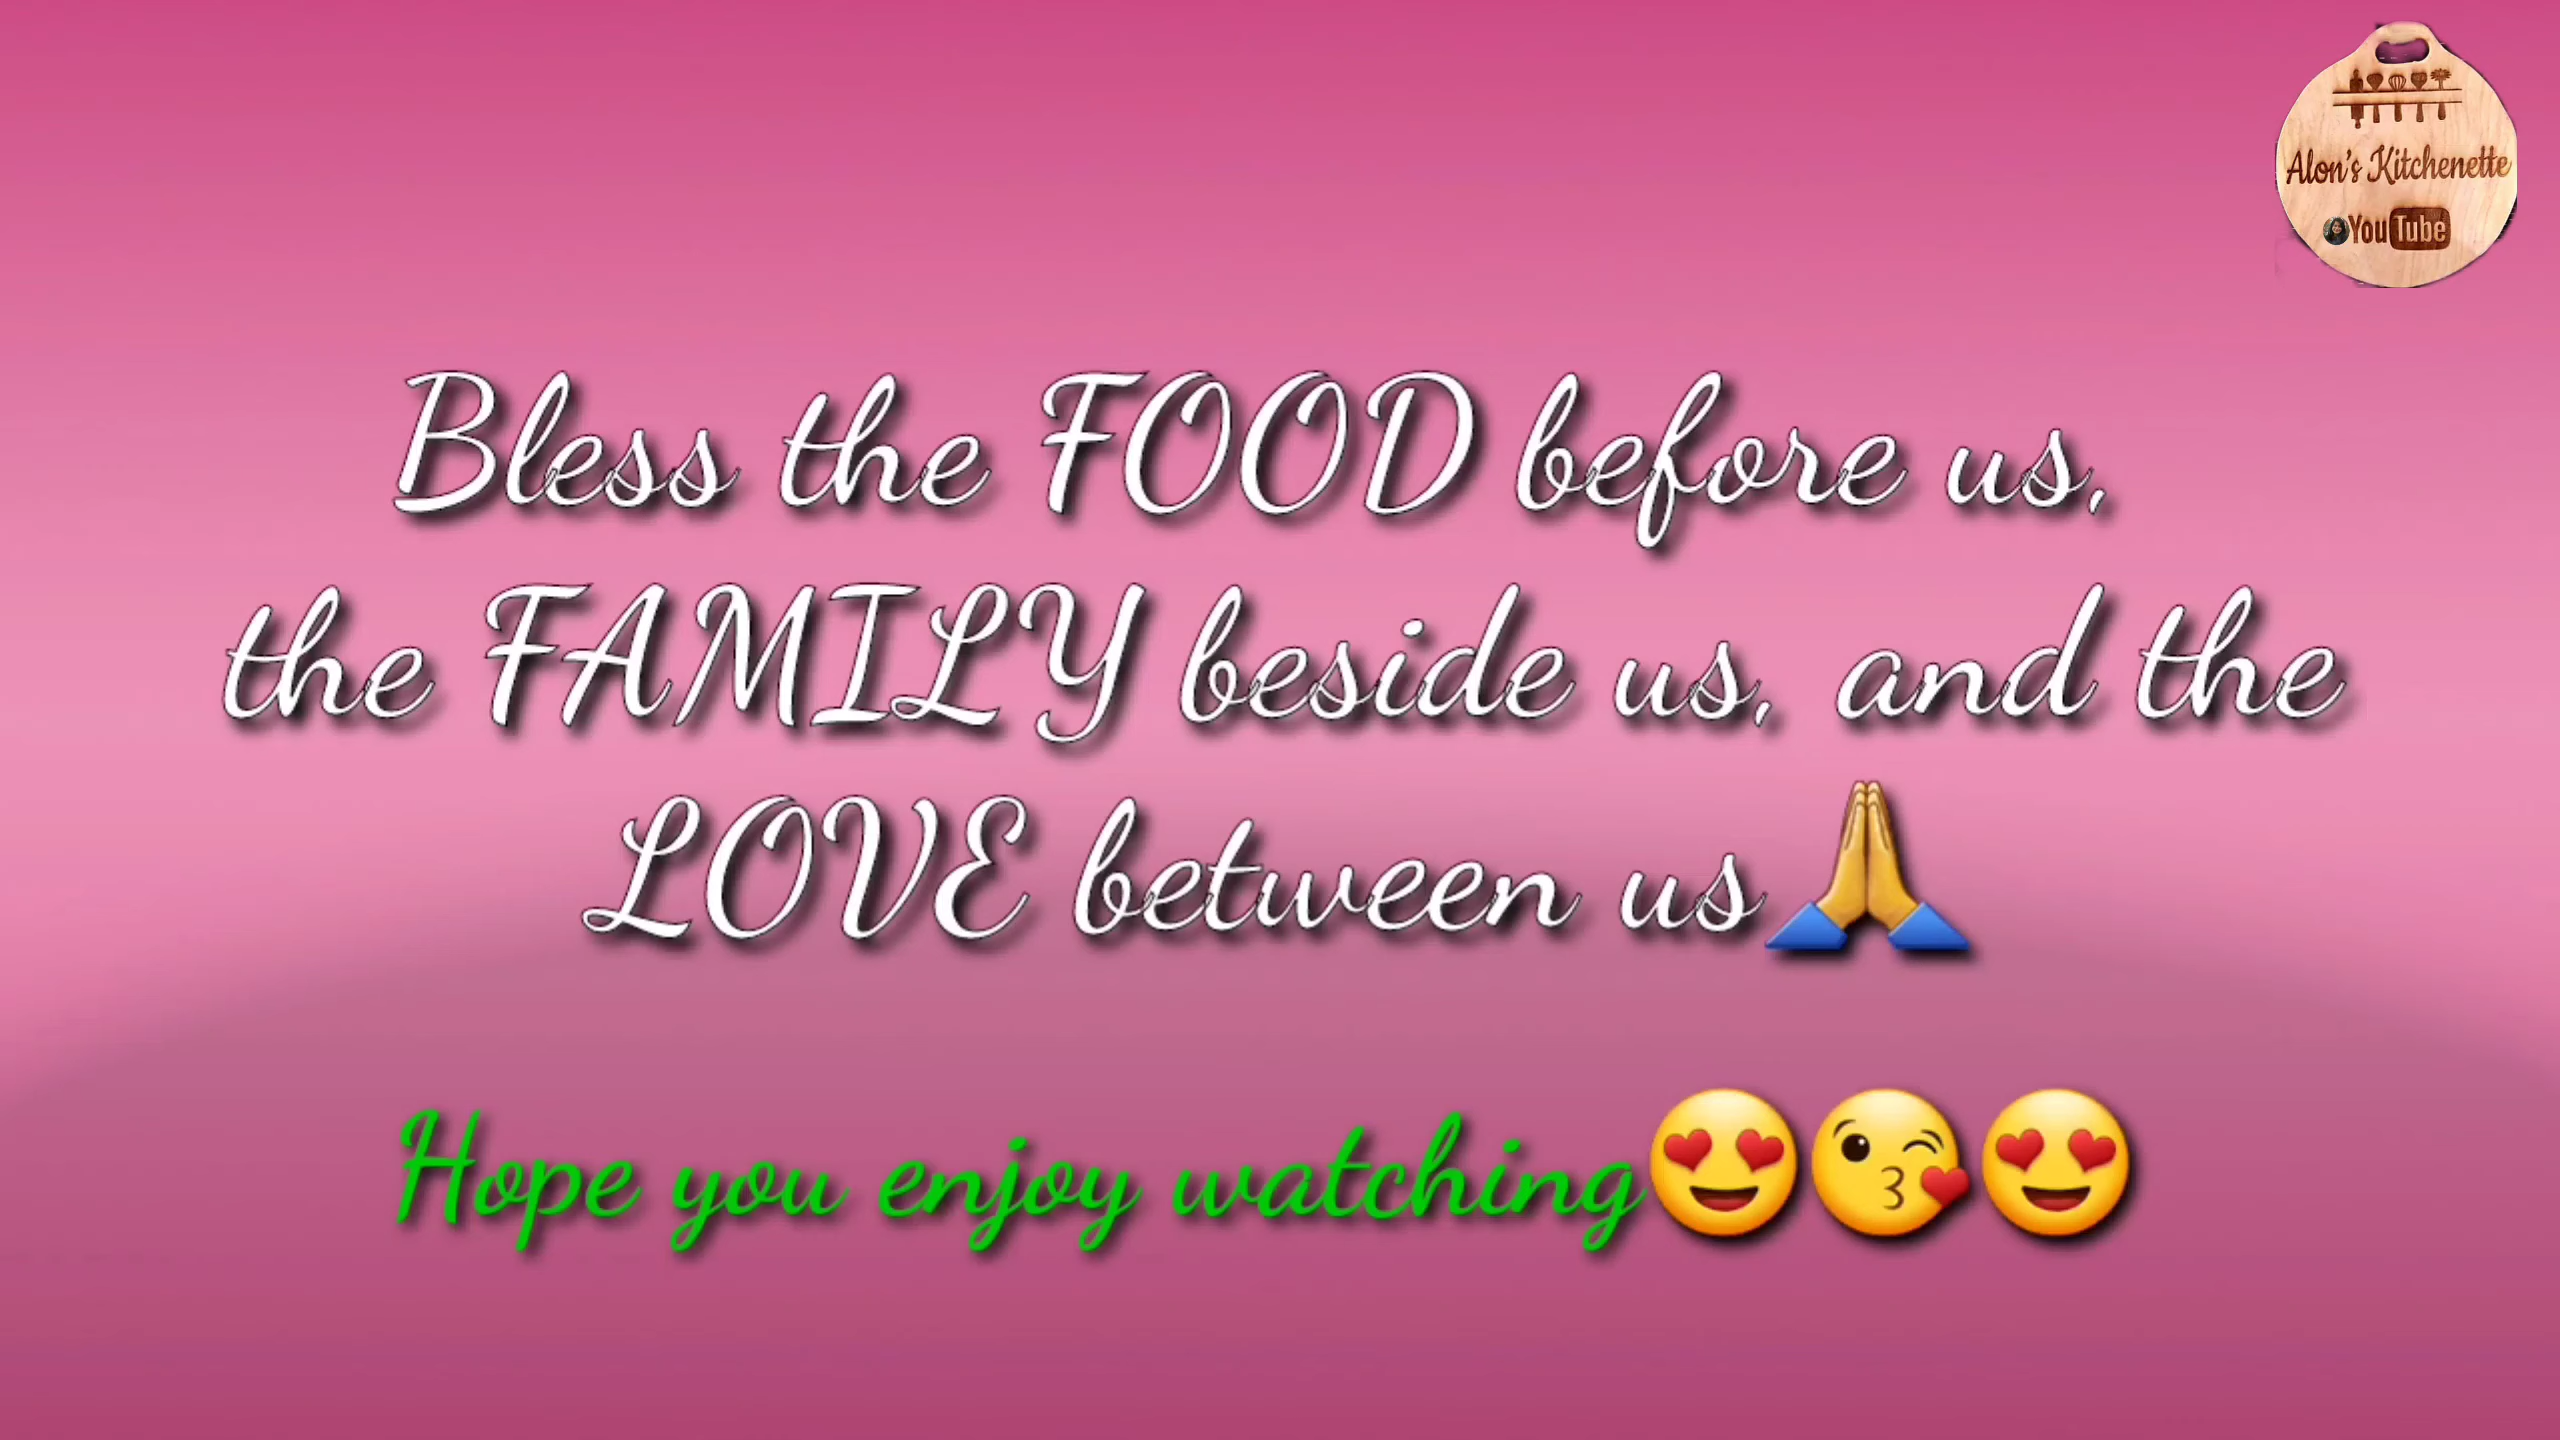 Alon's Kitchenette
YouTube
Bless the FOOD before us,
the FAMILY beside us, and the
LOVE between us🙏
Hope you enjoy watching😍😘😍